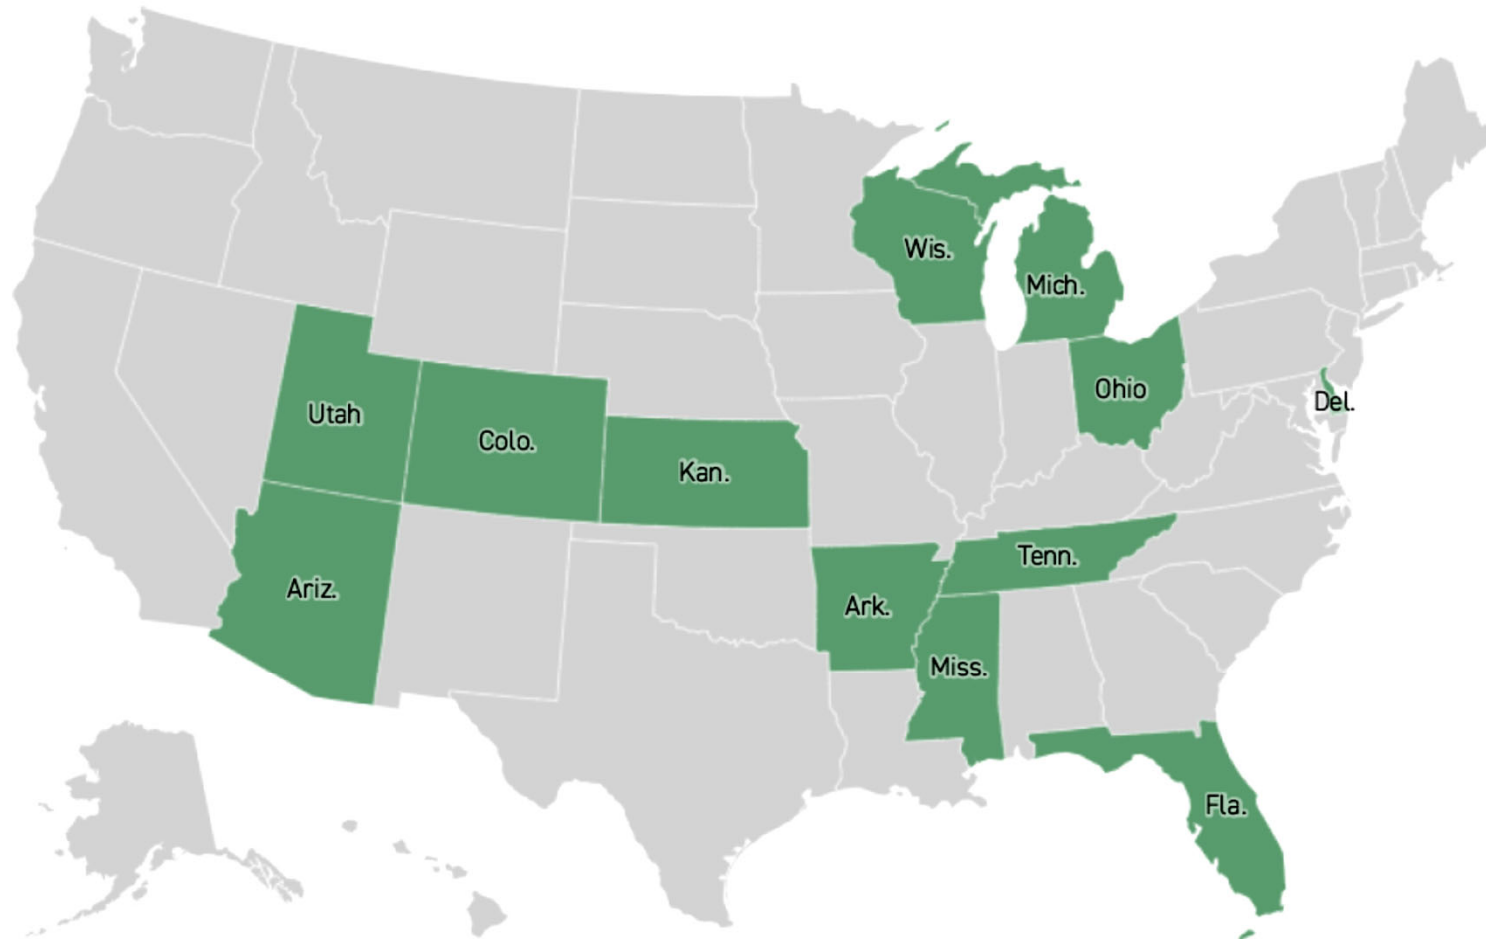 Wis.
Mich.
Ohio
Del.
Utah
Colo.
Kan.
Tenn.
Ariz.
Ark.
Miss.
Fla.